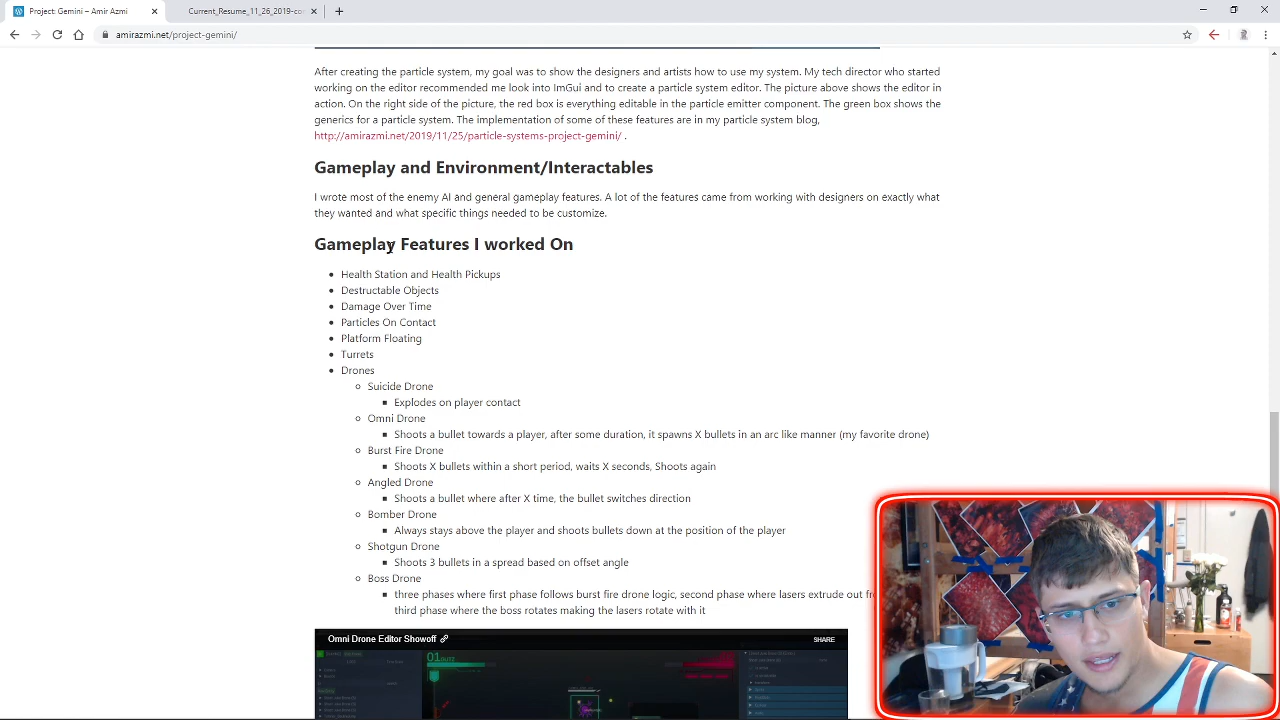 Project: Gemini – Amir Azmi
Current_Resume_11_26_2019-co
amirazmi.net/project-gemini/
After creating the particle system, my goal was to show the designers and artists how to use my system. My tech director who started
working on the editor recommended me look into ImGui and to create a particle system editor. The picture above shows the editor in
action. On the right side of the picture, the red box is everything editable in the particle emitter component. The green box shows the
generics for a particle system. The implementation of some of these features are in my particle system blog,
http://amirazmi.net/2019/11/25/particle-systems-project-gemini/ .
Gameplay and Environment/Interactables
I wrote most of the enemy AI and general gameplay features. A lot of the features came from working with designers on exactly what
they wanted and what specific things needed to be customize.
Gameplay Features I worked On
Health Station and Health Pickups
Destructable Objects
Damage Over Time
Particles On Contact
Platform Floating
Turrets
Drones
Suicide Drone
Explodes on player contact
Omni Drone
Shoots a bullet towards a player, after some duration, it spawns X bullets in an arc like manner (my favorite drone)
Burst Fire Drone
Shoots X bullets within a short period, waits X seconds, Shoots again
Angled Drone
Shoots a bullet where after X time, the bullet switches direction
Bomber Drone
Always stays above the player and shoots bullets down at the position of the player
Shotgun Drone
Shoots 3 bullets in a spread based on offset angle
Boss Drone
three phases where first phase follows burst fire drone logic, second phase where lasers extrude out
third phase where the boss rotates making the lasers rotate with it
Omni Drone Editor Showoff
SHARE